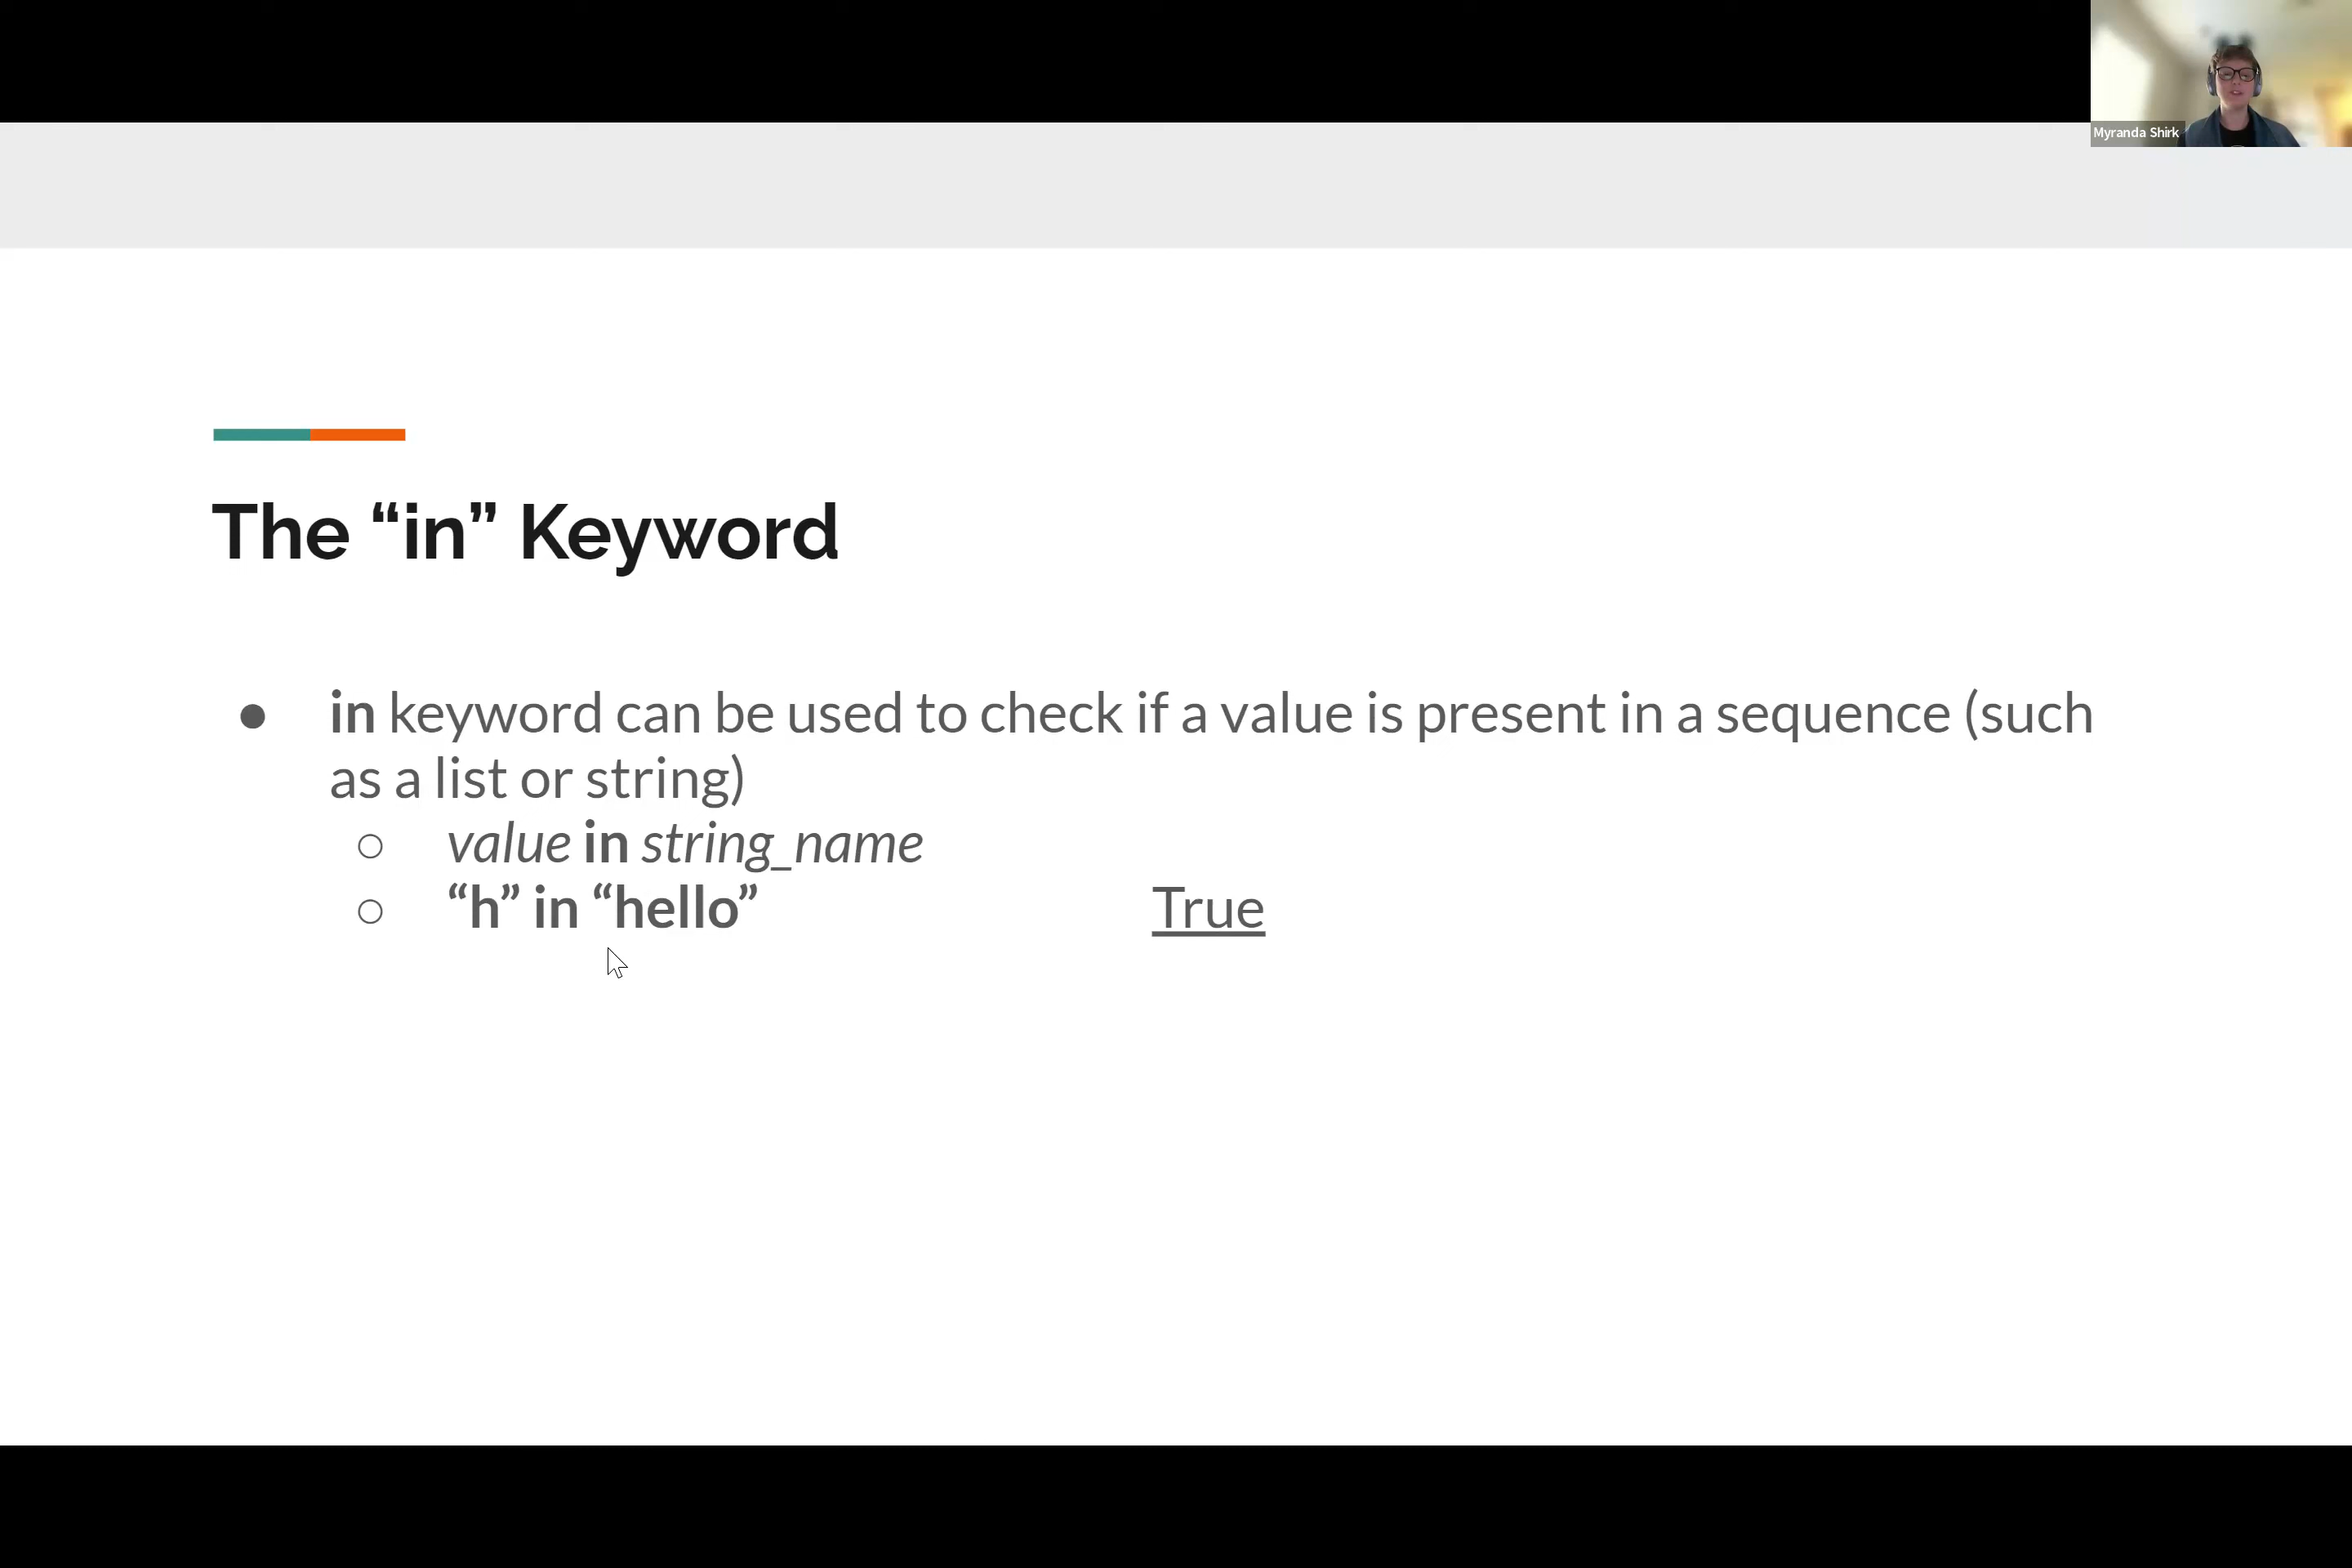 Myranda Shirk
The “in” Keyword
● in keyword can be used to check if a value is present in a sequence (such
as a list or string)
○ value in string_name
○ “h” in “hello” True